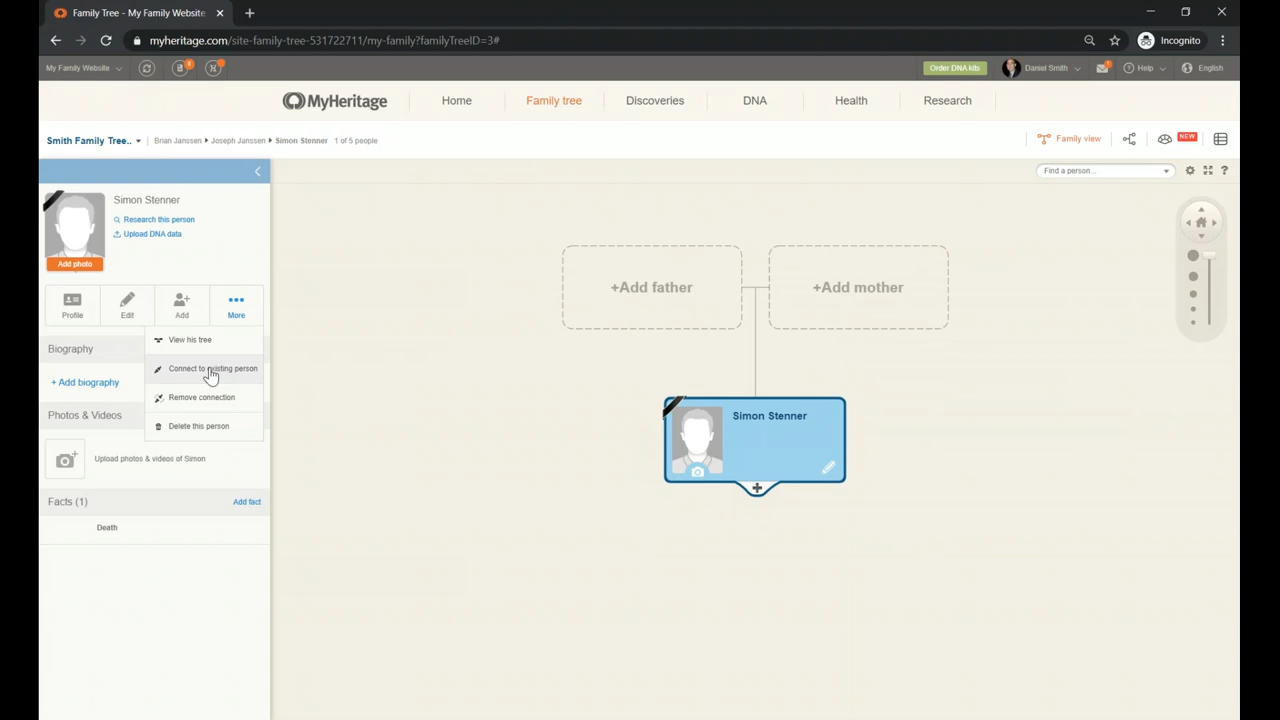 Family Tree - My Family Website
myheritage.com/site-family-tree-531722711/my-family?familyTreeID=3#
Incognito
My Family Website
8
Order DNA kits
Daniel Smith
1
Help
English
MyHeritage
Home
Family tree
Discoveries
DNA
Health
Research
Smith Family Tree..
Brian Janssen
Joseph Janssen
Simon Stenner
1 of 5 people
Family view
NEW
Find a person...
?
Simon Stenner
Research this person
Upload DNA data
Add photo
Profile
Edit
Add
More
View his tree
Connect to existing person
Remove connection
Delete this person
Biography
+ Add biography
Photos & Videos
Upload photos & videos of Simon
Facts (1)
Add fact
Death
+Add father
+Add mother
Simon Stenner